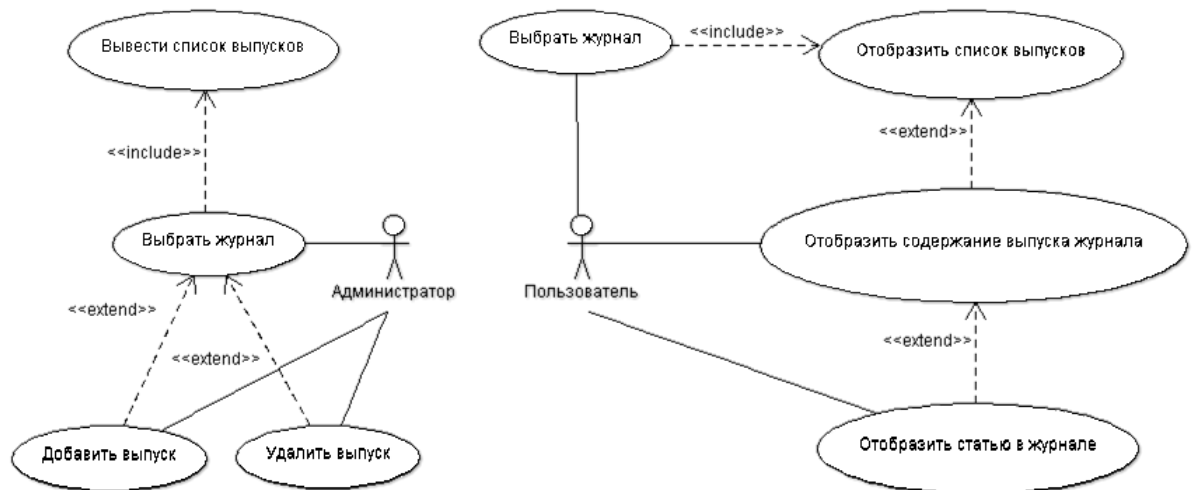 Вывести список выпусков
<<include>>
Выбрать журнал
Администратор
<<extend>>
<<extend>>
Добавить выпуск
Удалить выпуск
Выбрать журнал
<<include>>
Отобразить список выпусков
<<extend>>
Отобразить содержание выпуска журнала
Пользователь
<<extend>>
Отобразить статью в журнале